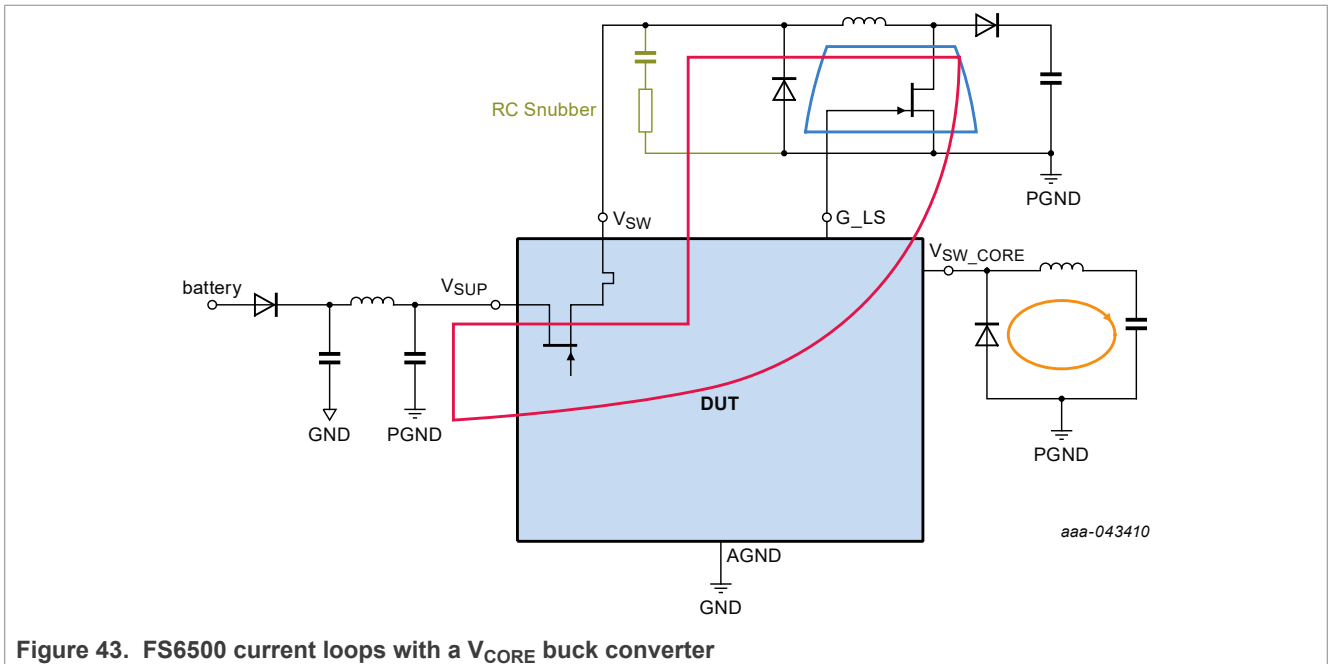 RC Snubber
PGND
VSW
G_LS
VSW_CORE
battery
VSUP
DUT
GND
PGND
PGND
aaa-043410
AGND
GND
Figure 43. FS6500 current loops with a VCORE buck converter